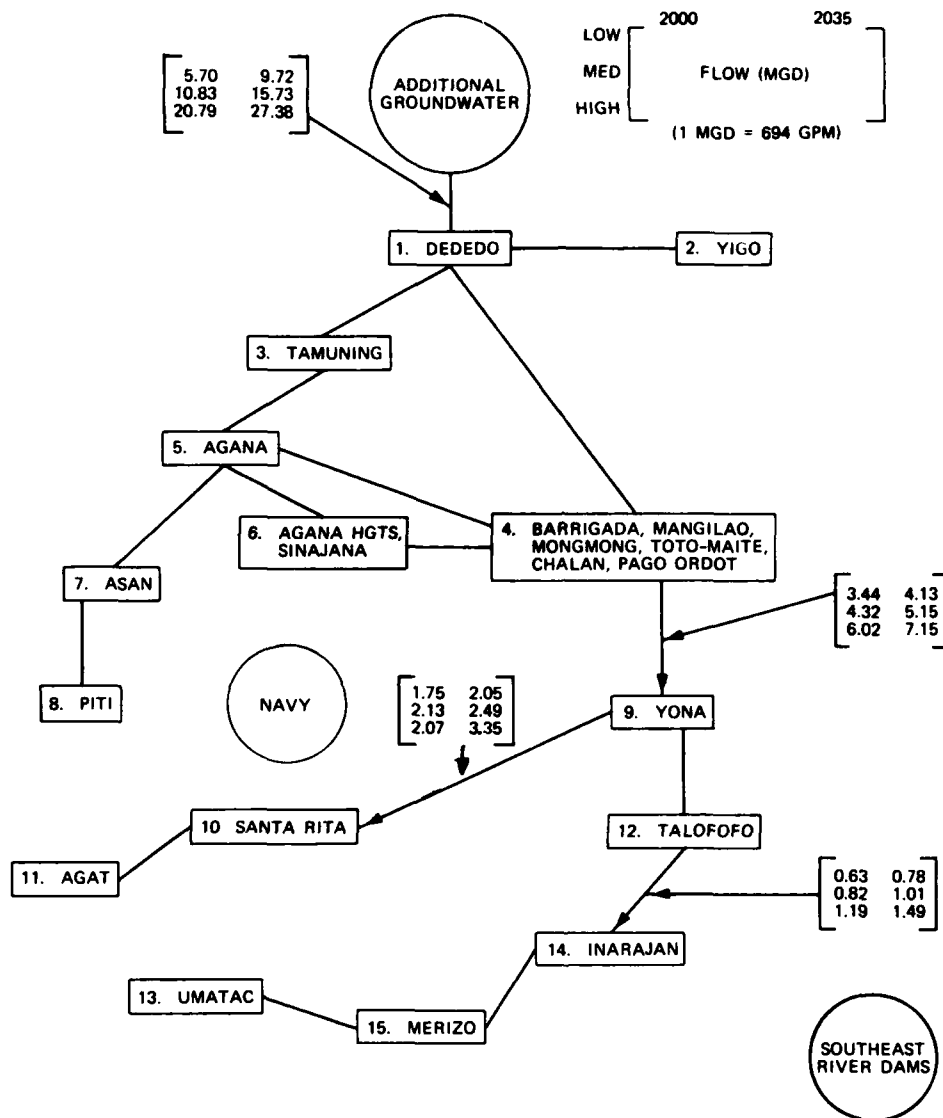 2000 2035
LOW
MED FLOW (MGD)
HIGH
(1 MGD = 694 GPM)
5.70 9.72
10.83 15.73
20.79 27.38
ADDITIONAL
GROUNDWATER
1. DEDEDO
2. YIGO
3. TAMUNING
5. AGANA
6. AGANA HGTS,
SINAJANA
4. BARRIGADA, MANGILAO,
MONGMONG, TOTO-MAITE,
CHALAN, PAGO ORDOT
7. ASAN
3.44 4.13
4.32 5.15
6.02 7.15
8. PITI
NAVY
1.75 2.05
2.13 2.49
2.07 3.35
9. YONA
10 SANTA RITA
12. TALOFOFO
11. AGAT
0.63 0.78
0.82 1.01
1.19 1.49
14. INARAJAN
13. UMATAC
15. MERIZO
SOUTHEAST
RIVER DAMS